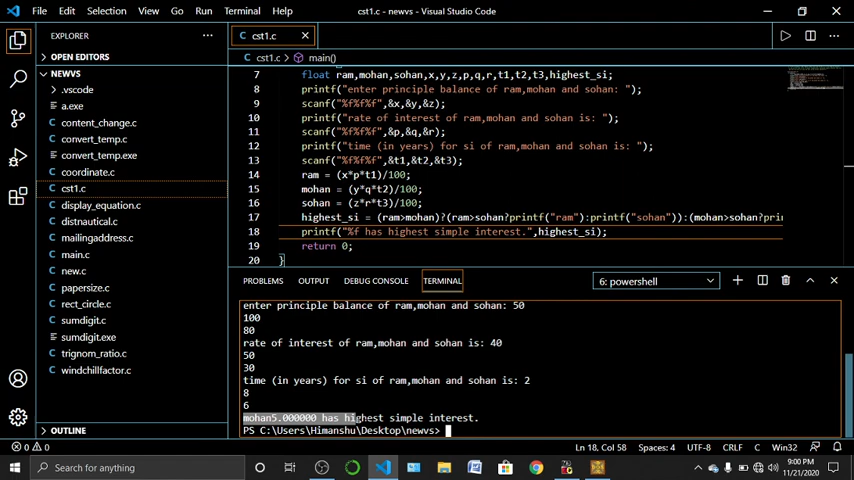 File Edit Selection View Go Run Terminal Help
cst1.c - newvs - Visual Studio Code
EXPLORER
OPEN EDITORS
NEWVS
.vscode
a.exe
content_change.c
convert_temp.c
convert_temp.exe
coordinate.c
cst1.c
display_equation.c
distnautical.c
mailingaddress.c
main.c
new.c
papersize.c
rect_circle.c
sumdigit.c
sumdigit.exe
trignom_ratio.c
windchillfactor.c
OUTLINE
cst1.c
cst1.c > main()
7 float ram,mohan,sohan,x,y,z,p,q,r,t1,t2,t3,highest_si;
8 printf("enter principle balance of ram,mohan and sohan: ");
9 scanf("%f%f%f",&x,&y,&z);
10 printf("rate of interest of ram,mohan and sohan is: ");
11 scanf("%f%f%f",&p,&q,&r);
12 printf("time (in years) for si of ram,mohan and sohan is: ");
13 scanf("%f%f%f",&t1,&t2,&t3);
14 ram = (x*p*t1)/100;
15 mohan = (y*q*t2)/100;
16 sohan = (z*r*t3)/100;
17 highest_si = (ram>mohan)?(ram>sohan?printf("ram"):printf("sohan")):(mohan>sohan?pri
18 printf("%f has highest simple interest.",highest_si);
19 return 0;
20 }
PROBLEMS OUTPUT DEBUG CONSOLE TERMINAL
6: powershell
enter principle balance of ram,mohan and sohan: 50
100
80
rate of interest of ram,mohan and sohan is: 40
50
30
time (in years) for si of ram,mohan and sohan is: 2
8
6
mohan5.000000 has highest simple interest.
PS C:\Users\Himanshu\Desktop\newvs>
0 0
Ln 18, Col 58 Spaces: 4 UTF-8 CRLF C Win32
Search for anything
9:00 PM
11/21/2020